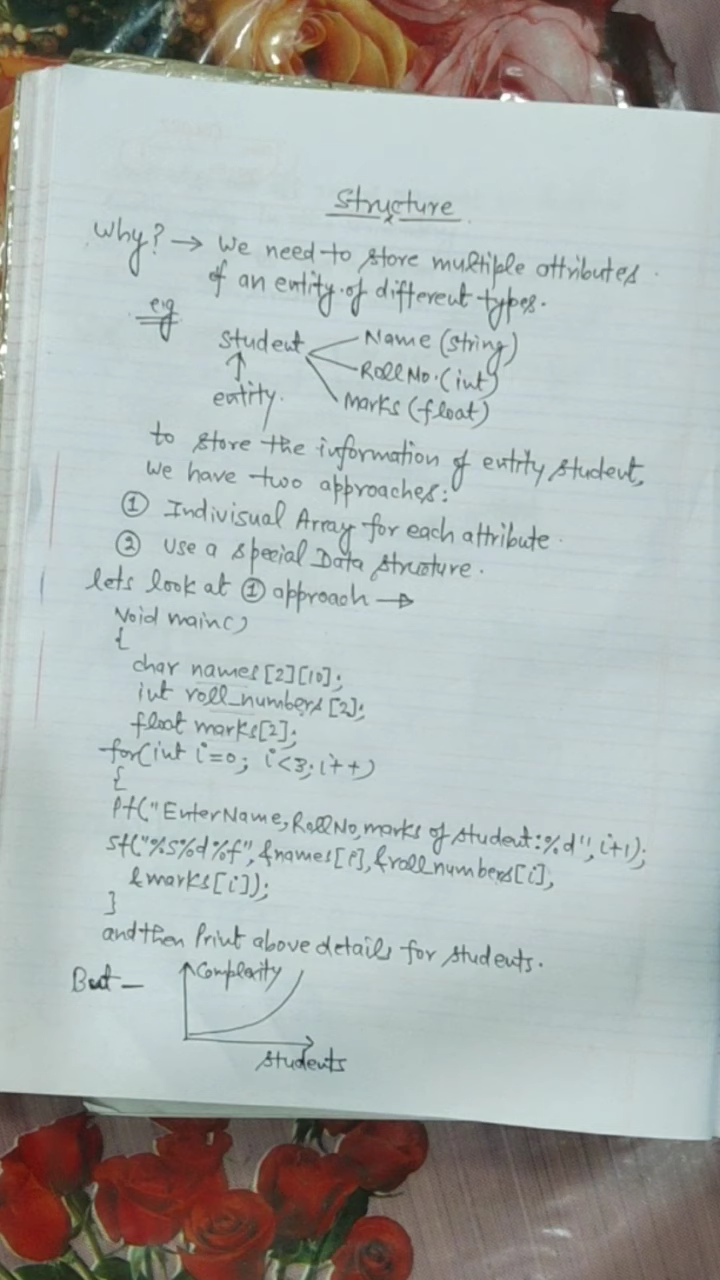 Structure
Why? → We need to store multiple attributes
of an entity of different types.
eg
Student
Name (string)
Roll No. (int)
Marks (float)
entity.
to store the information of entity student,
we have two approaches:
① Indivisual Array for each attribute.
② Use a special Data structure.
lets look at ① approach →
Void main()
{
char names[2][10];
int roll_numbers[2];
float marks[2];
for(int i=0; i<3; i++)
{
Pf("Enter Name, Roll No, marks of student:%d", i+1);
Sf("%s%d%f", &names[i], &roll_numbers[i],
&marks[i]);
}
and then Print above details for students.
But - Complexity
students